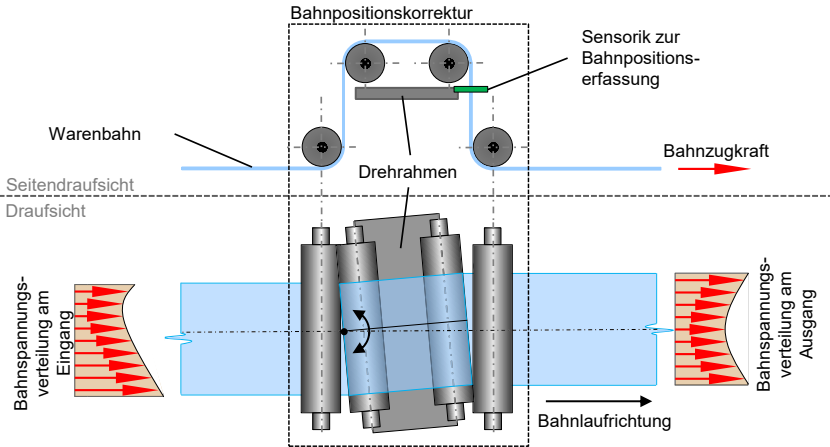 Bahnpositionskorrektur
Sensorik zur
Bahnpositions-
erfassung
Warenbahn
Bahnzugkraft
Drehrahmen
Seitendraufsicht
Draufsicht
Bahnspannungs-
verteilung am
Eingang
Bahnspannungs-
verteilung am
Ausgang
Bahnlaufrichtung